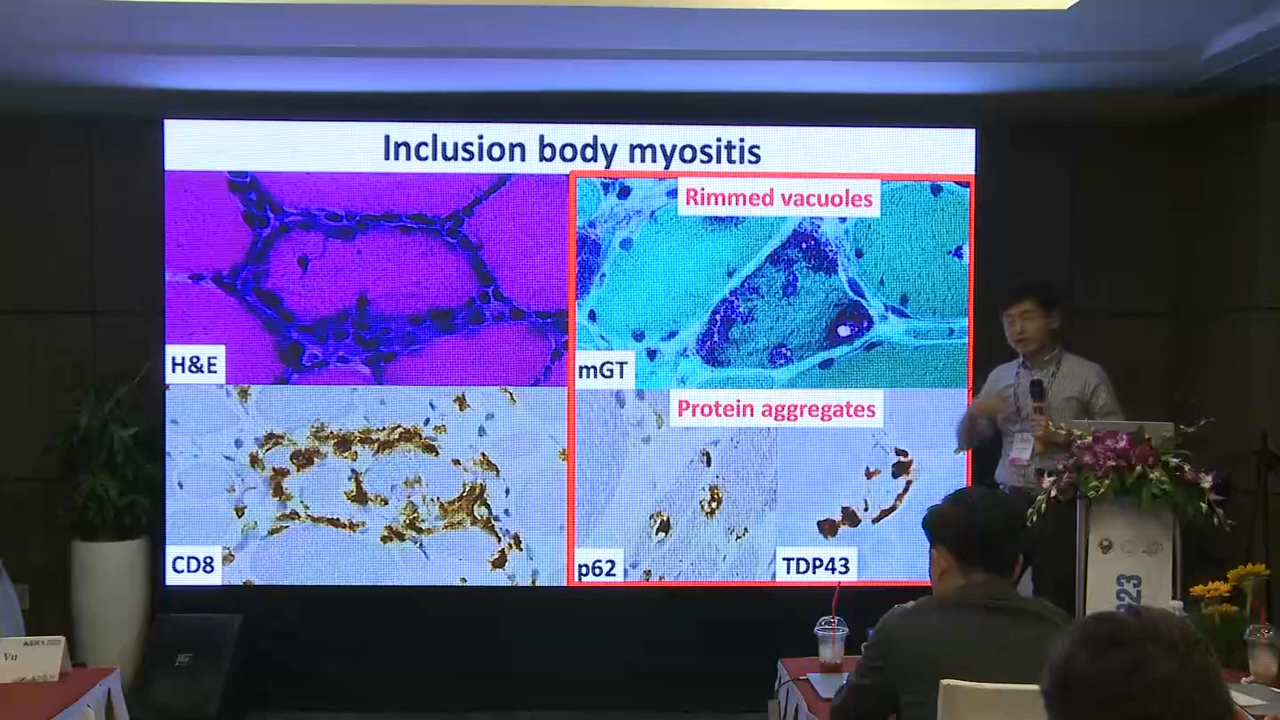 Inclusion body myositis
Rimmed vacuoles
H&E
mGT
Protein aggregates
CD8
p62
TDP43
Vu